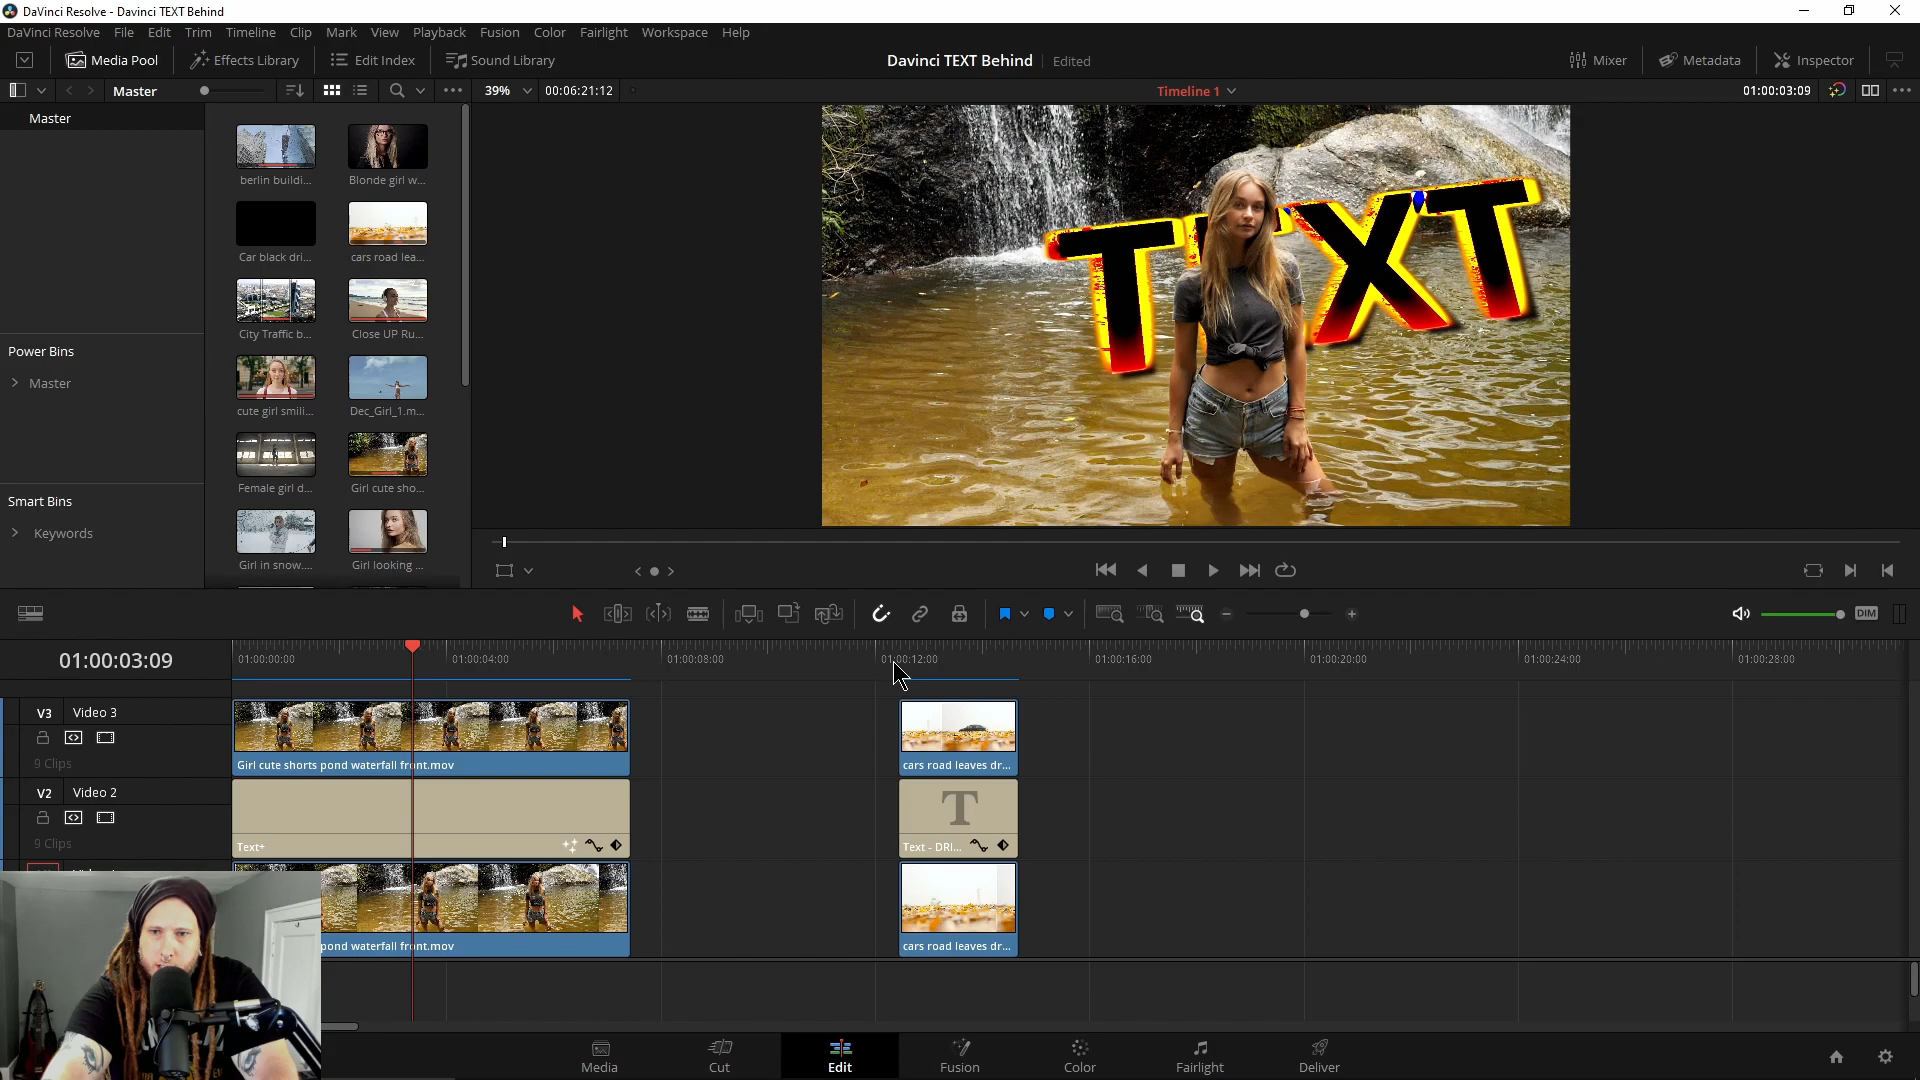 DaVinci Resolve - Davinci TEXT Behind
DaVinci Resolve File Edit Trim Timeline Clip Mark View Playback Fusion Color Fairlight Workspace Help
Media Pool Effects Library Edit Index Sound Library Davinci TEXT Behind Edited Mixer Metadata Inspector
Master 39% 00:06:21:12 Timeline 1 01:00:03:09
Master
berlin buildi... Blonde girl w...
Car black dri... cars road lea...
City Traffic b... Close UP Ru...
Power Bins
Master
cute girl smili... Dec_Girl_1.m...
Female girl d... Girl cute sho...
Smart Bins
Keywords
Girl in snow.... Girl looking ...
TEXT
DIM
01:00:03:09 01:00:00:00 01:00:04:00 01:00:08:00 01:00:12:00 01:00:16:00 01:00:20:00 01:00:24:00 01:00:28:00
V3 Video 3
9 Clips
Girl cute shorts pond waterfall front.mov cars road leaves dr...
V2 Video 2
9 Clips
T
Text+ Text - DRI...
pond waterfall front.mov cars road leaves dr...
Media Cut Edit Fusion Color Fairlight Deliver